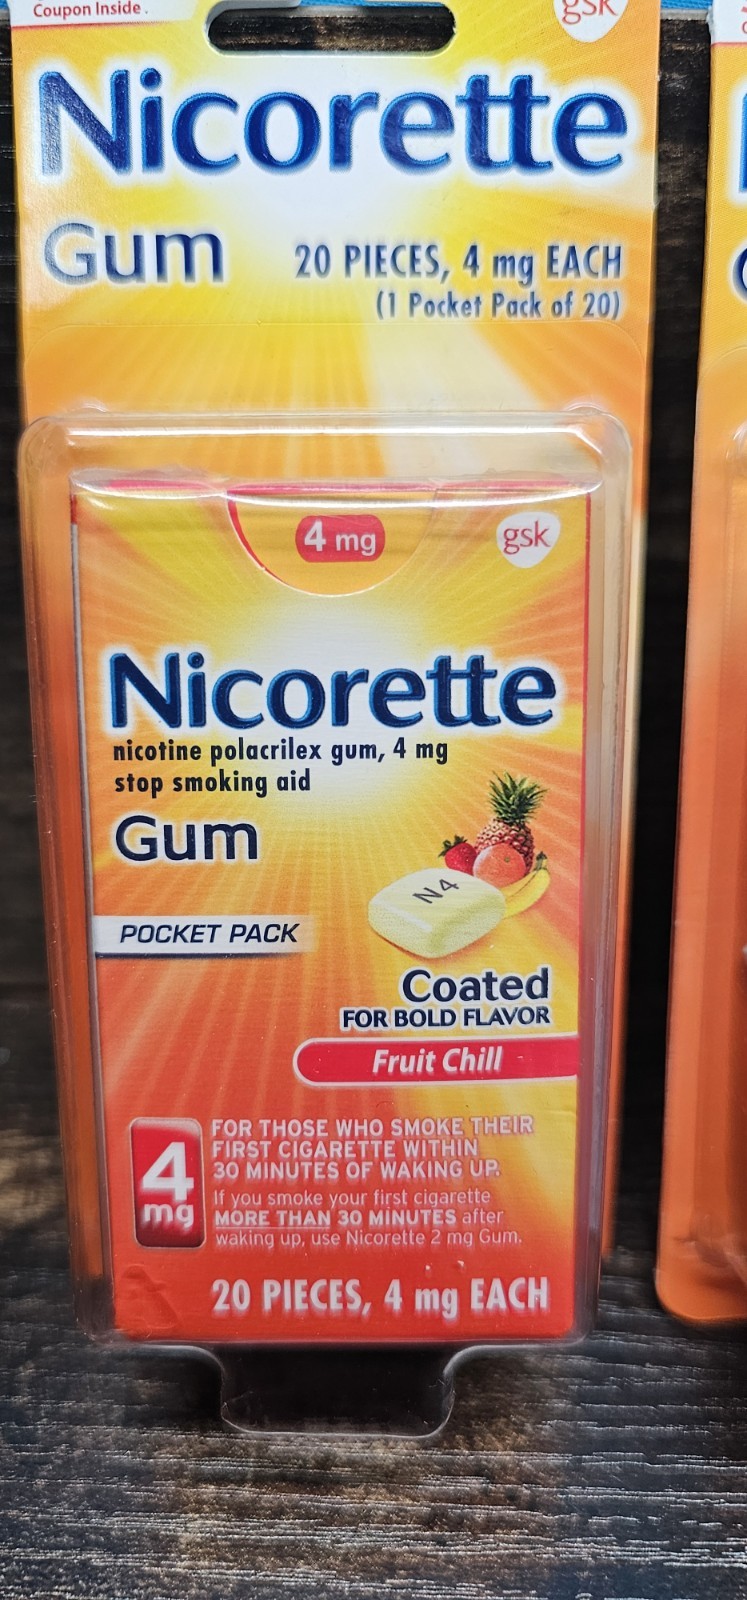 Coupon Inside.
gsk
Nicorette
Gum
20 PIECES, 4 mg EACH
(1 Pocket Pack of 20)
4 mg
gsk
Nicorette
nicotine polacrilex gum, 4 mg
stop smoking aid
Gum
N4
POCKET PACK
Coated
FOR BOLD FLAVOR
Fruit Chill
4
mg
FOR THOSE WHO SMOKE THEIR
FIRST CIGARETTE WITHIN
30 MINUTES OF WAKING UP.
If you smoke your first cigarette
MORE THAN 30 MINUTES after
waking up, use Nicorette 2 mg Gum.
20 PIECES, 4 mg EACH